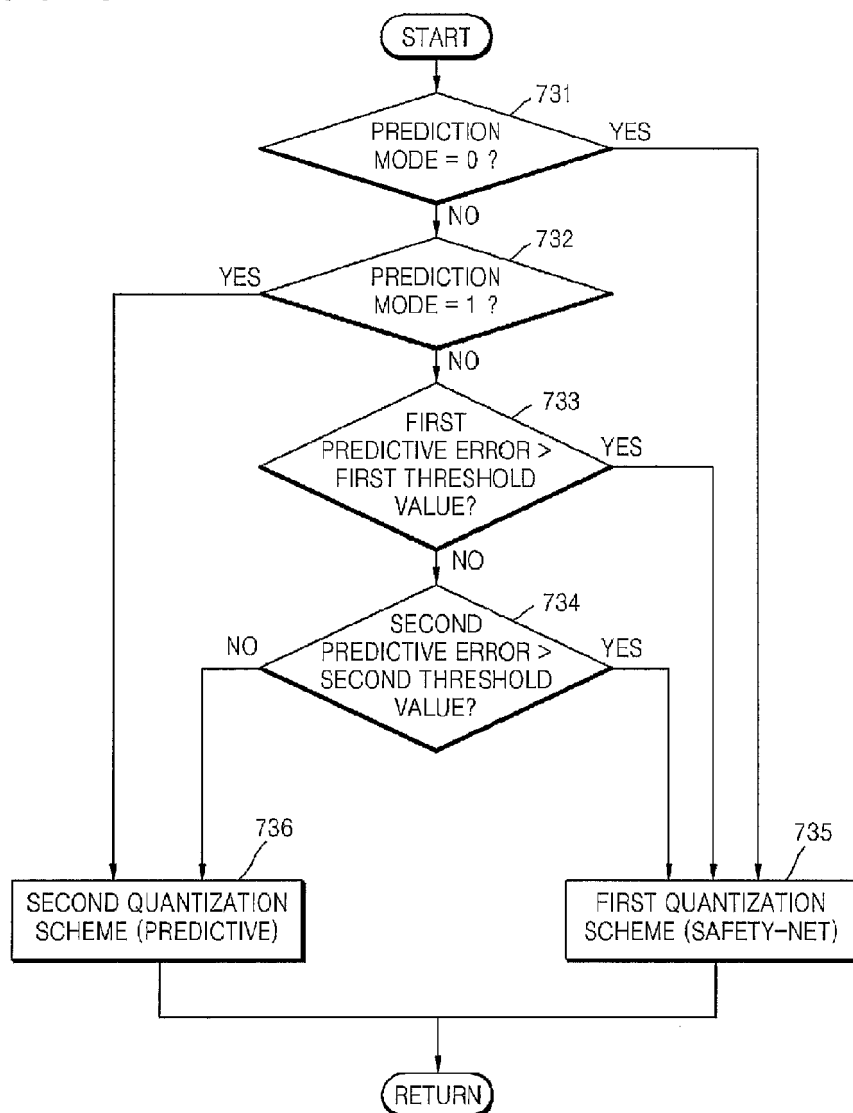 START
731
PREDICTION
MODE = 0 ?
YES
NO
732
YES
PREDICTION
MODE = 1 ?
NO
733
FIRST
PREDICTIVE ERROR >
FIRST THRESHOLD
VALUE?
YES
NO
734
NO
SECOND
PREDICTIVE ERROR >
SECOND THRESHOLD
VALUE?
YES
736
SECOND QUANTIZATION
SCHEME (PREDICTIVE)
735
FIRST QUANTIZATION
SCHEME (SAFETY-NET)
RETURN